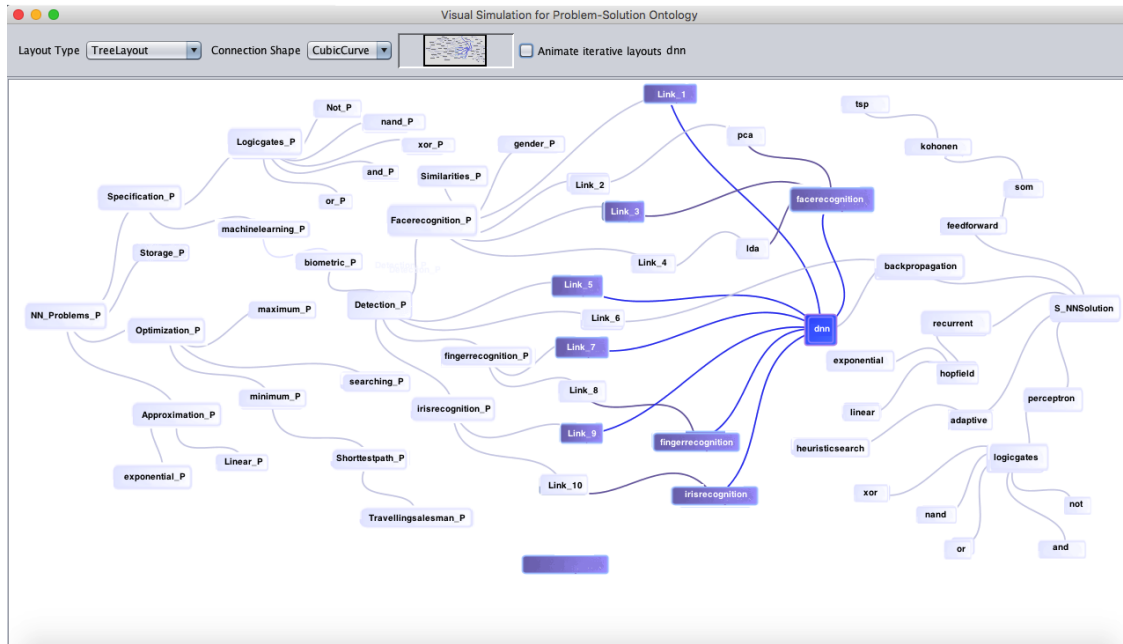 Visual Simulation for Problem-Solution Ontology
Layout Type TreeLayout Connection Shape CubicCurve Animate iterative layouts dnn
Link_1
tsp
Not_P
nand_P
pca
Logicgates_P
xor_P
gender_P
kohonen
and_P
Similarities_P
Link_2
som
Specification_P
or_P
facerecognition
Link_3
Facerecognition_P
feedforward
machinelearning_P
Storage_P
lda
biometric_P
Link_4
backpropagation
Link_5
Detection_P
NN_Problems_P
maximum_P
S_NNSolution
Optimization_P
Link_6
dnn
recurrent
Link_7
fingerrecognition_P
exponential
hopfield
searching_P
minimum_P
Link_8
perceptron
Approximation_P
irisrecognition_P
linear
adaptive
Link_9
fingerrecognition
heuristicsearch
Linear_P
Shorttestpath_P
logicgates
exponential_P
Link_10
irisrecognition
xor
not
Travellingsalesman_P
nand
or
and